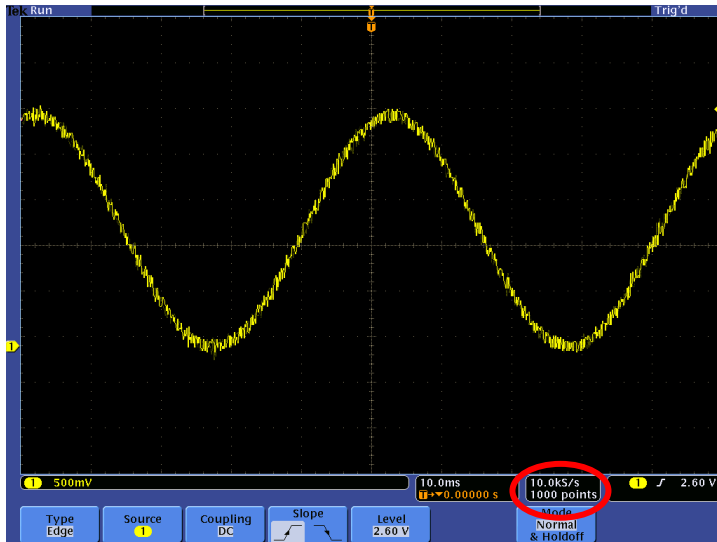 Tek Run Trig'd
T
T
1
1 500mV
10.0ms
T→▼0.00000 s
10.0kS/s
1000 points
1 2.60 V
Type
Edge
Source
1
Coupling
DC
Slope
Level
2.60 V
Mode
Normal
& Holdoff